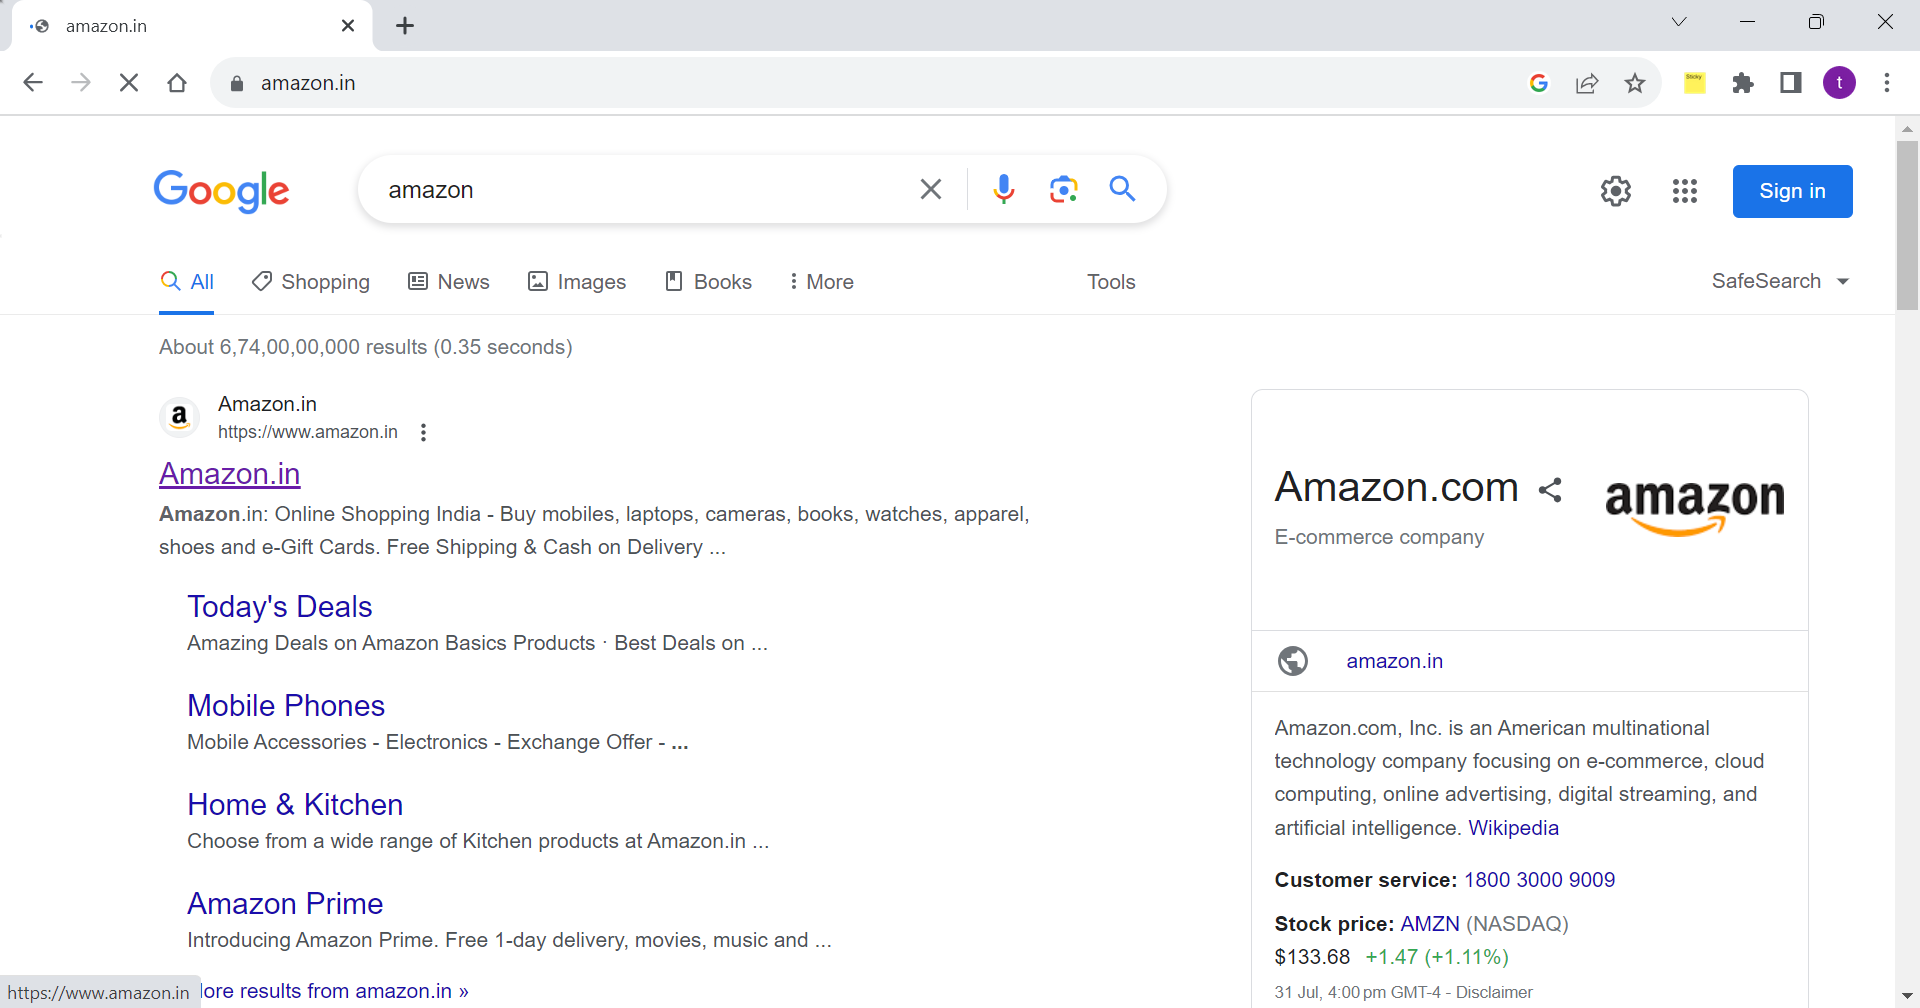 amazon.in
amazon.in
Sticky
t
Google
amazon
Sign in
All
Shopping
News
Images
Books
More
Tools
SafeSearch
About 6,74,00,00,000 results (0.35 seconds)
a
Amazon.in
https://www.amazon.in
Amazon.in
Amazon.in: Online Shopping India - Buy mobiles, laptops, cameras, books, watches, apparel,
shoes and e-Gift Cards. Free Shipping & Cash on Delivery ...
Today's Deals
Amazing Deals on Amazon Basics Products · Best Deals on ...
Mobile Phones
Mobile Accessories - Electronics - Exchange Offer - ...
Home & Kitchen
Choose from a wide range of Kitchen products at Amazon.in ...
Amazon Prime
Introducing Amazon Prime. Free 1-day delivery, movies, music and ...
ore results from amazon.in »
https://www.amazon.in
Amazon.com
amazon
E-commerce company
amazon.in
Amazon.com, Inc. is an American multinational
technology company focusing on e-commerce, cloud
computing, online advertising, digital streaming, and
artificial intelligence. Wikipedia
Customer service: 1800 3000 9009
Stock price: AMZN (NASDAQ)
$133.68 +1.47 (+1.11%)
31 Jul, 4:00 pm GMT-4 - Disclaimer